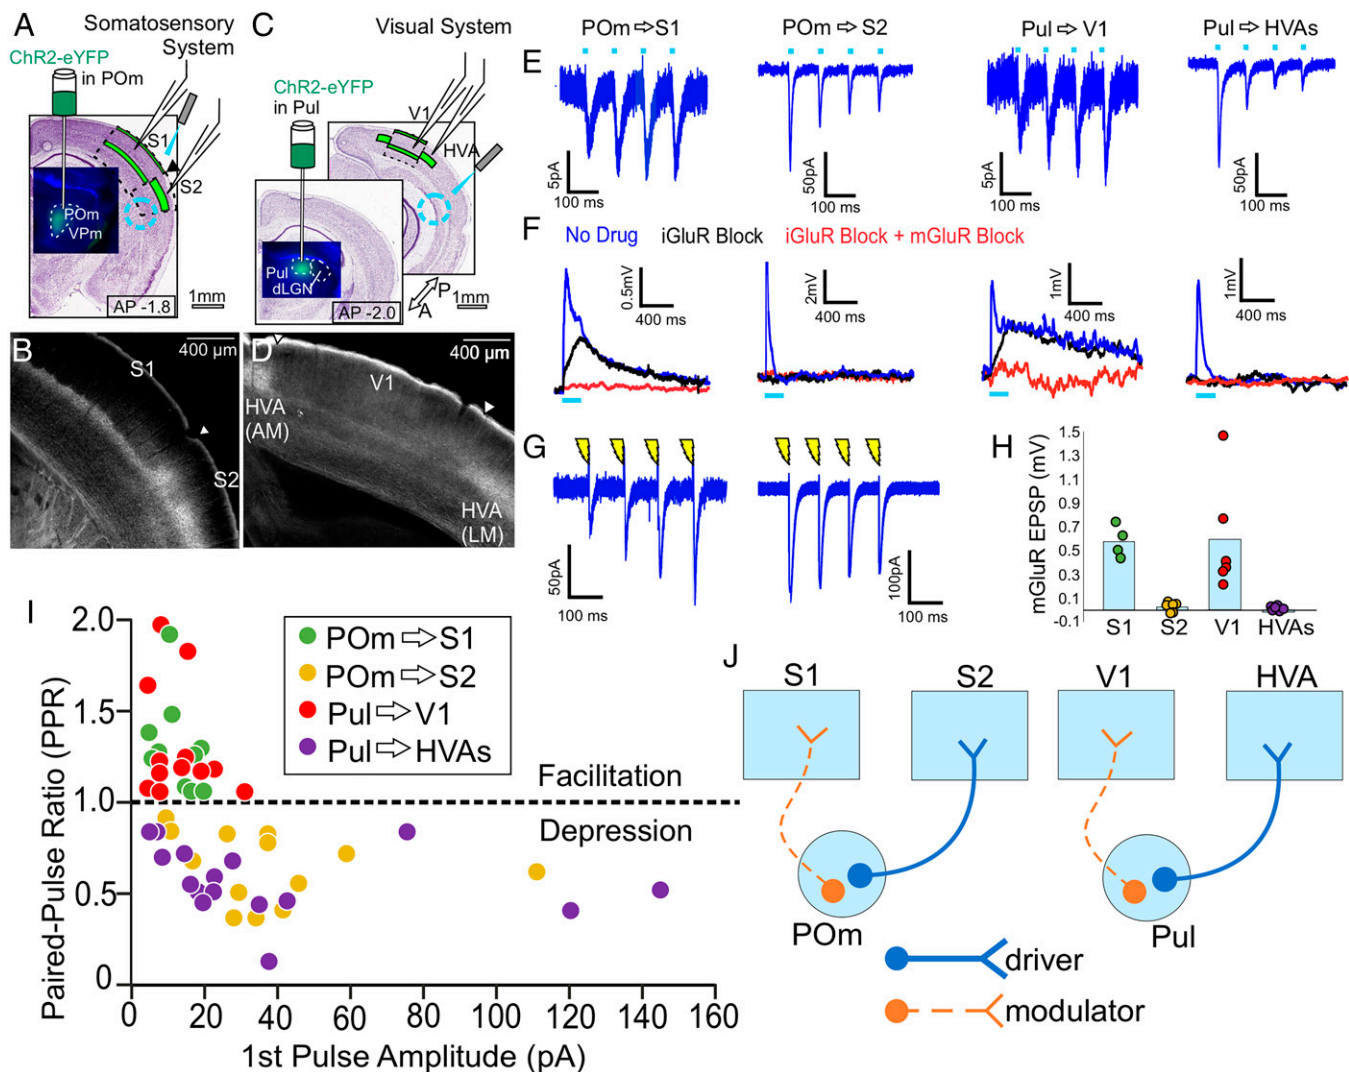 A
Somatosensory
System
ChR2-eYFP
in POm
S1
S2
POm
VPm
AP -1.8
1mm
C
Visual System
ChR2-eYFP
in Pul
V1
HVA
Pul
dLGN
P
A
AP -2.0
1mm
B
S1
400 µm
S2
D
V1
400 µm
HVA
(AM)
HVA
(LM)
E
POm⇨S1
POm⇨S2
Pul⇨V1
Pul⇨HVAs
5pA
100 ms
50pA
100 ms
5pA
100 ms
50pA
100 ms
F
No Drug
iGluR Block
iGluR Block + mGluR Block
0.5mV
400 ms
2mV
400 ms
1mV
400 ms
1mV
400 ms
G
50pA
100 ms
100pA
100 ms
H
mGluR EPSP (mV)
1.5
1.3
1.1
0.9
0.7
0.5
0.3
0.1
-0.1
S1
S2
V1
HVAs
I
Paired-Pulse Ratio (PPR)
2.0
1.5
1.0
0.5
0
POm⇨S1
POm⇨S2
Pul⇨V1
Pul⇨HVAs
Facilitation
Depression
0 20 40 60 80 100 120 140 160
1st Pulse Amplitude (pA)
J
S1
S2
V1
HVA
POm
Pul
driver
modulator